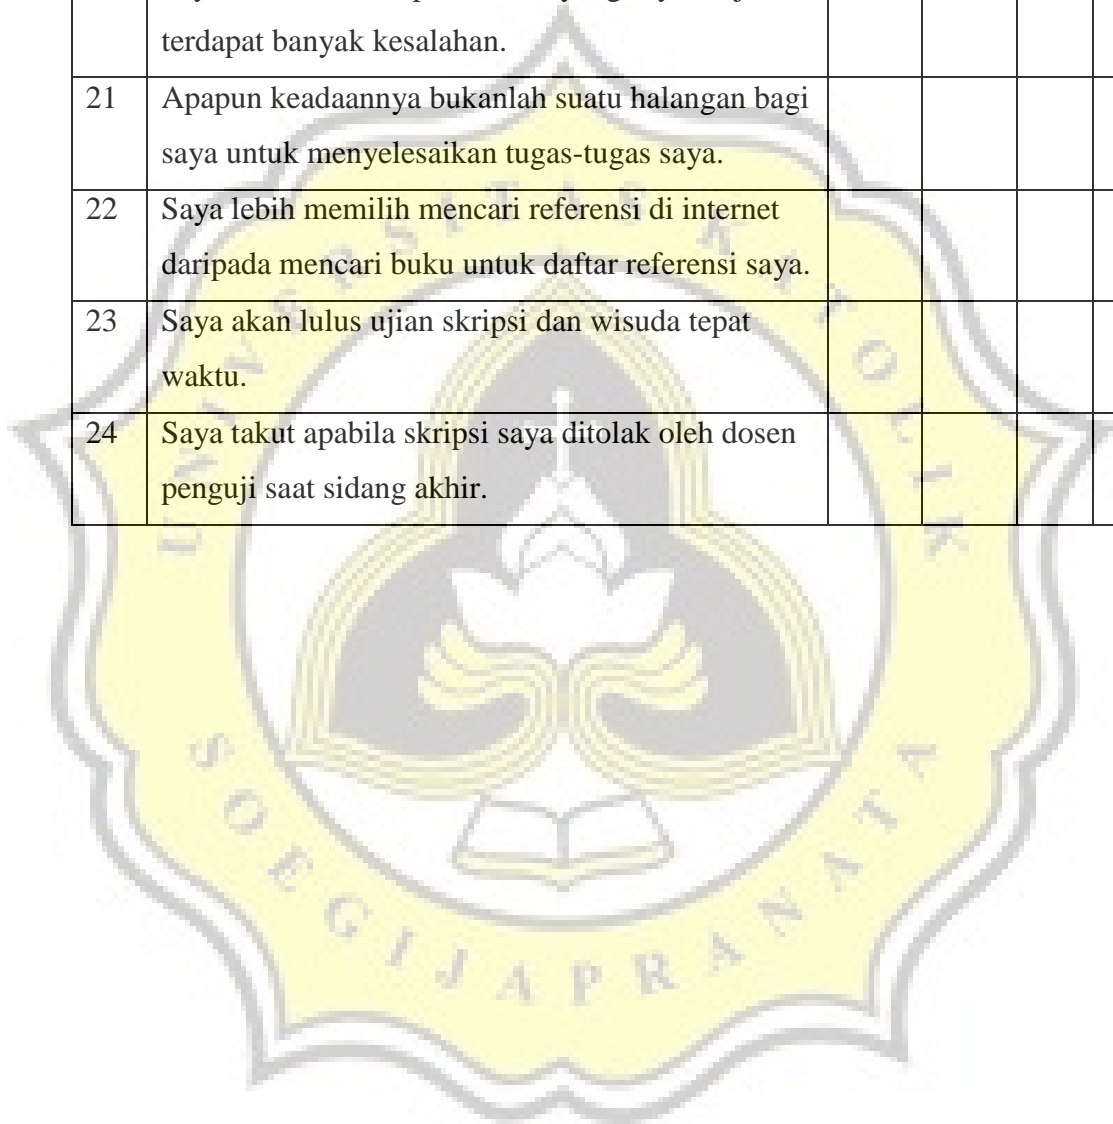 terdapat banyak kesalahan.
21 Apapun keadaannya bukanlah suatu halangan bagi
saya untuk menyelesaikan tugas-tugas saya.
22 Saya lebih memilih mencari referensi di internet
daripada mencari buku untuk daftar referensi saya.
23 Saya akan lulus ujian skripsi dan wisuda tepat
waktu.
24 Saya takut apabila skripsi saya ditolak oleh dosen
penguji saat sidang akhir.
UNIVERSITAS KATOLIK
SOEGIJAPRANATA